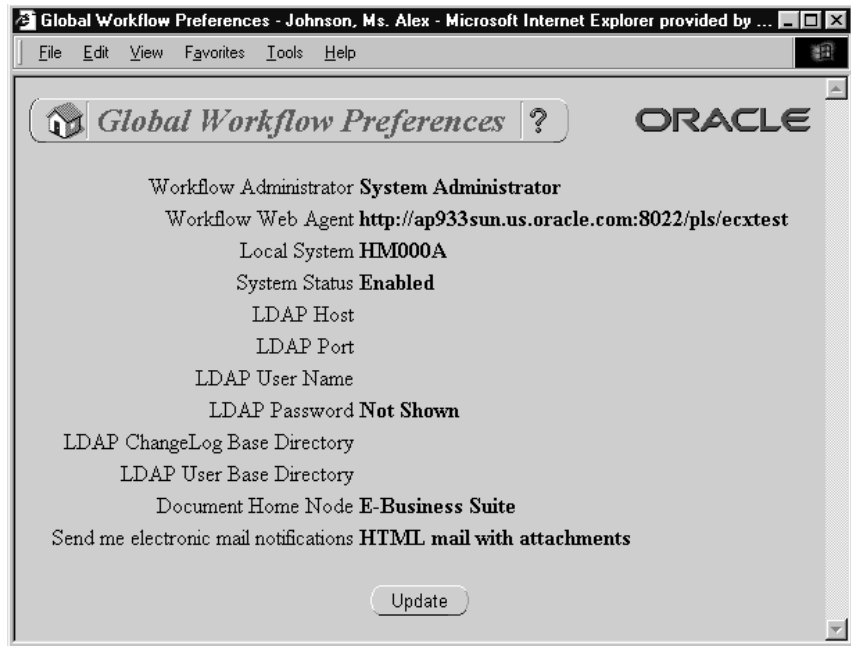 Global Workflow Preferences - Johnson, Ms. Alex - Microsoft Internet Explorer provided by ...
File Edit View Favorites Tools Help
Global Workflow Preferences ?
ORACLE
Workflow Administrator System Administrator
Workflow Web Agent http://ap933sun.us.oracle.com:8022/pls/ecxtest
Local System HM000A
System Status Enabled
LDAP Host
LDAP Port
LDAP User Name
LDAP Password Not Shown
LDAP ChangeLog Base Directory
LDAP User Base Directory
Document Home Node E-Business Suite
Send me electronic mail notifications HTML mail with attachments
Update